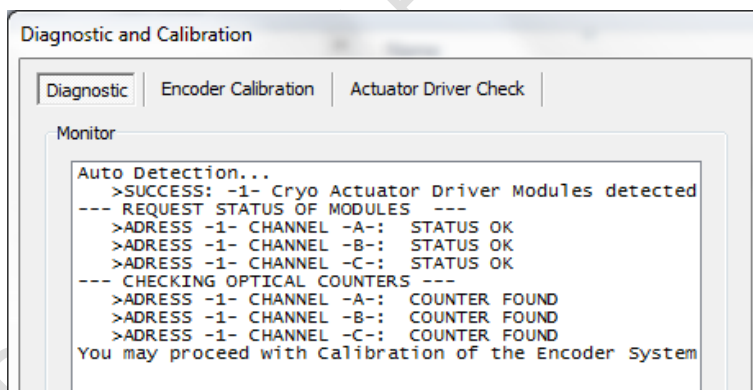 Diagnostic and Calibration
Diagnostic Encoder Calibration Actuator Driver Check
Monitor
Auto Detection...
>SUCCESS: -1- Cryo Actuator Driver Modules detected
--- REQUEST STATUS OF MODULES ---
>ADRESS -1- CHANNEL -A-: STATUS OK
>ADRESS -1- CHANNEL -B-: STATUS OK
>ADRESS -1- CHANNEL -C-: STATUS OK
--- CHECKING OPTICAL COUNTERS ---
>ADRESS -1- CHANNEL -A-: COUNTER FOUND
>ADRESS -1- CHANNEL -B-: COUNTER FOUND
>ADRESS -1- CHANNEL -C-: COUNTER FOUND
You may proceed with Calibration of the Encoder System